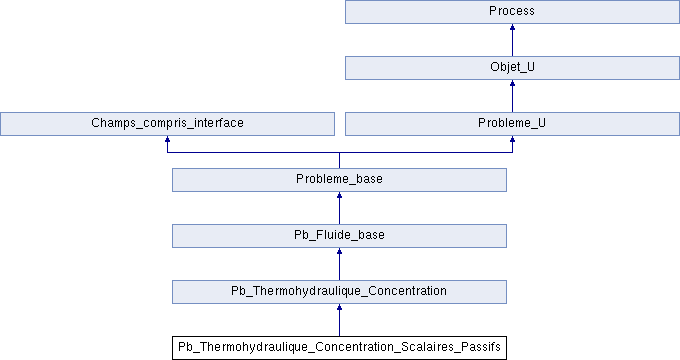 Process
Objet_U
Champs_compris_interface
Probleme_U
Probleme_base
Pb_Fluide_base
Pb_Thermohydraulique_Concentration
Pb_Thermohydraulique_Concentration_Scalaires_Passifs